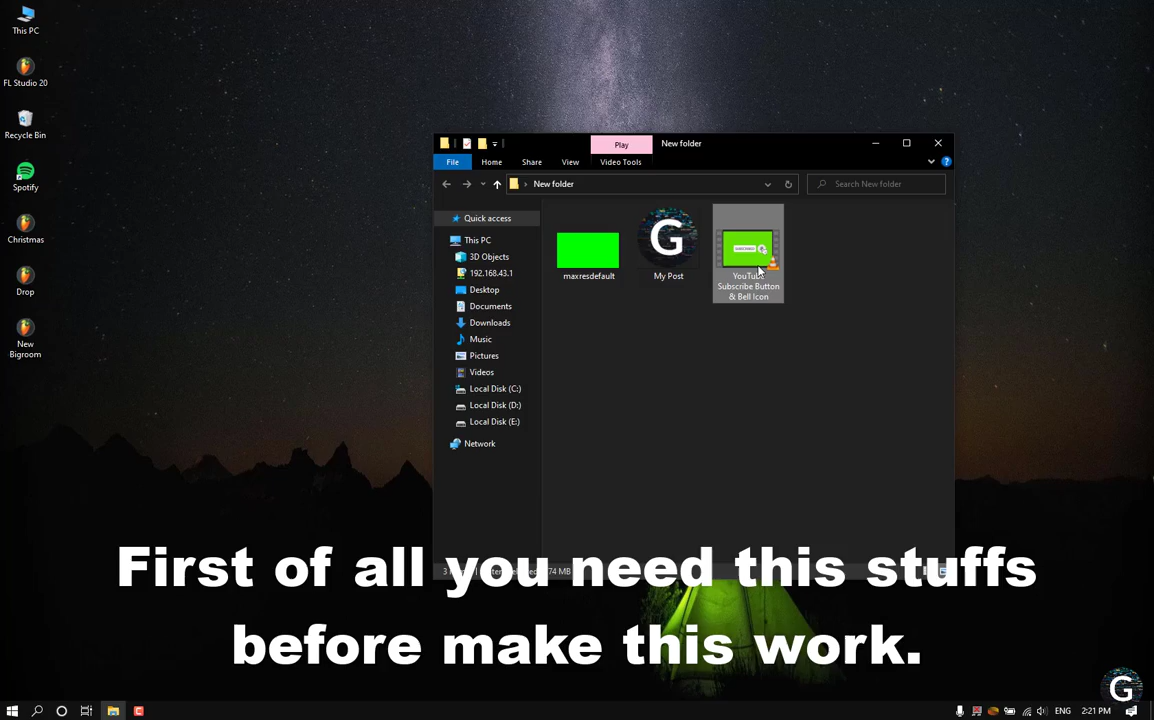 This PC
FL Studio 20
Recycle Bin
Spotify
Christmas
Drop
New
Bigroom
Play
New folder
File
Home
Share
View
Video Tools
New folder
Search New folder
Quick access
This PC
3D Objects
192.168.43.1
Desktop
Documents
Downloads
Music
Pictures
Videos
Local Disk (C:)
Local Disk (D:)
Local Disk (E:)
Network
maxresdefault
G
My Post
SUBSCRIBED
YouTube
Subscribe Button
& Bell Icon
First of all you need this stuffs
before make this work.
G
ENG
2:21 PM